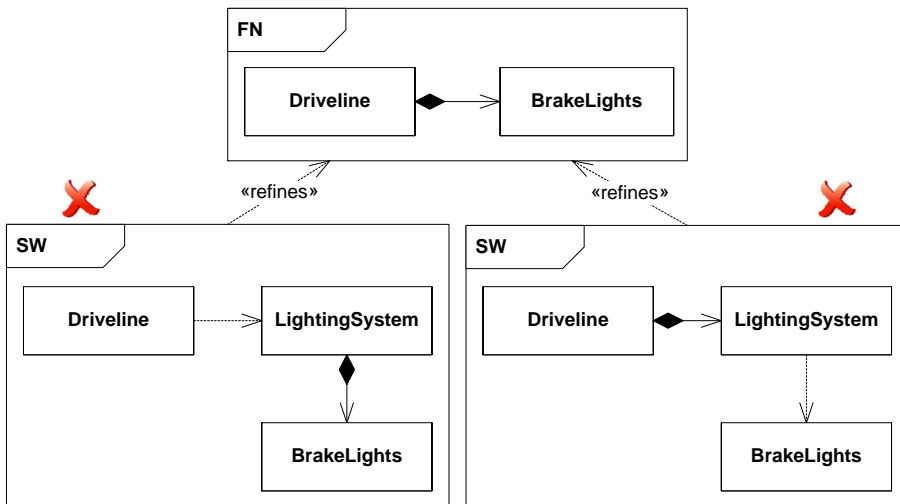 FN
Driveline
BrakeLights
«refines»
«refines»
SW
Driveline
LightingSystem
BrakeLights
SW
Driveline
LightingSystem
BrakeLights